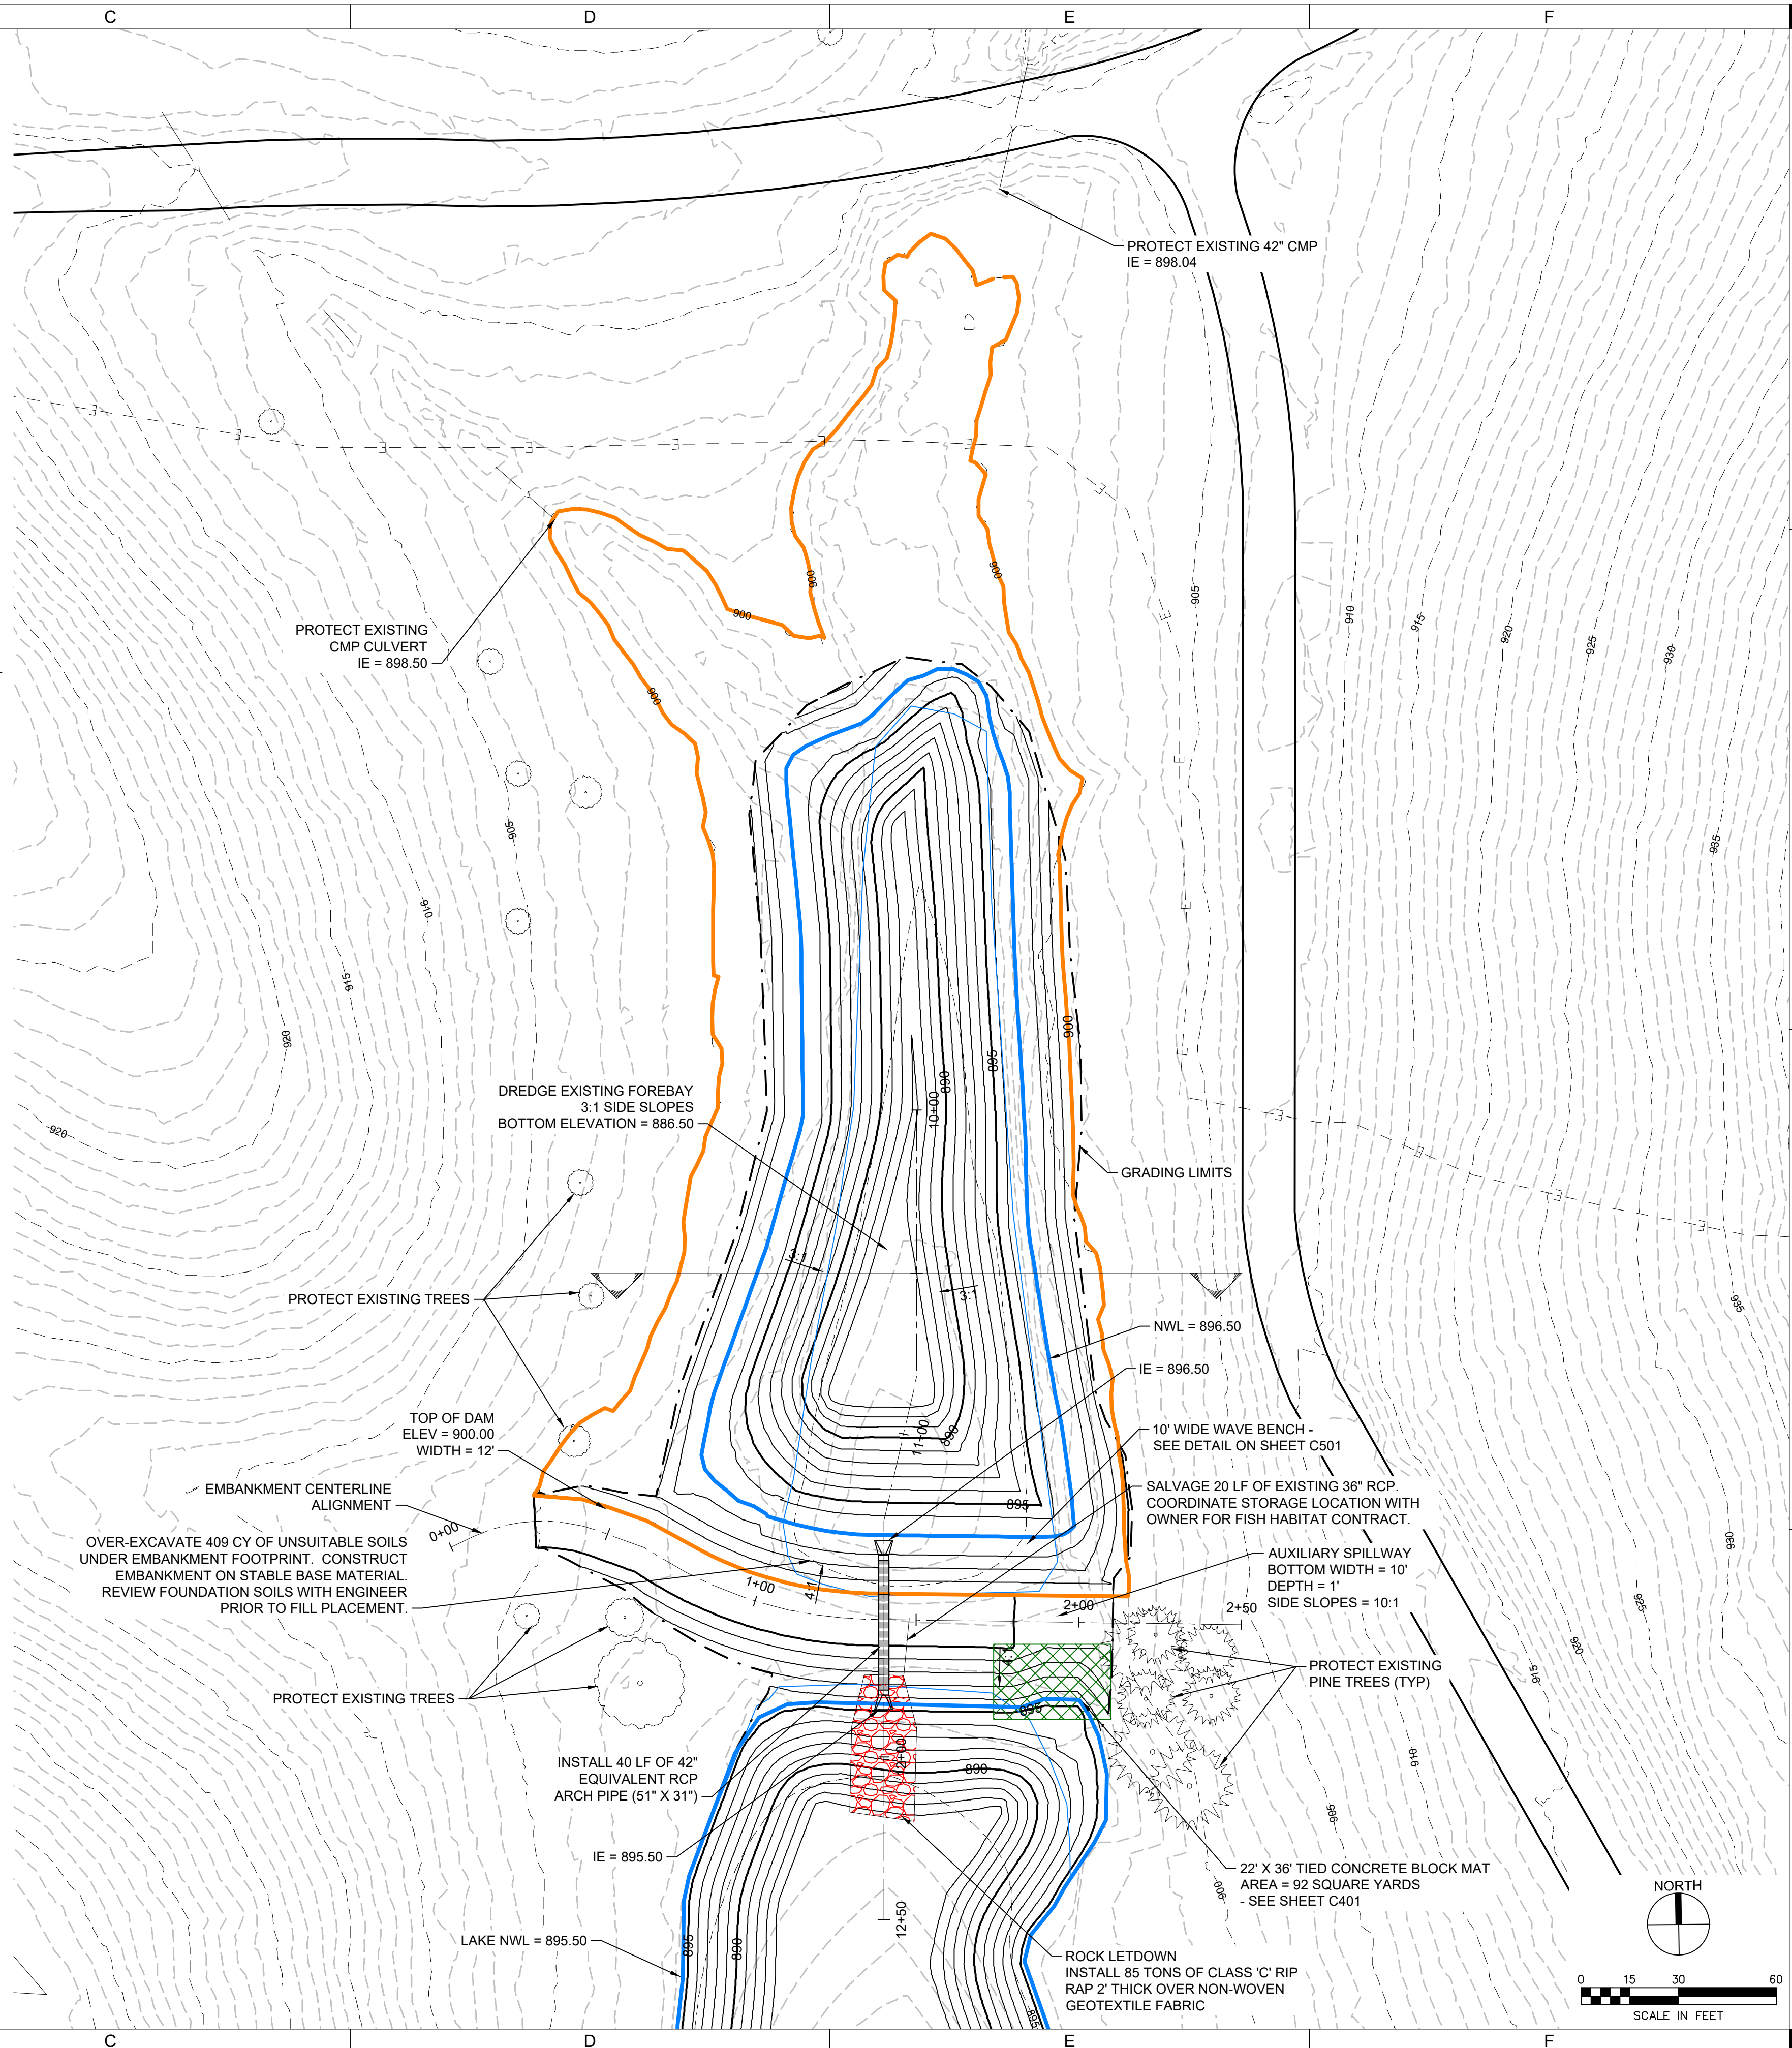 C
D
E
F
PROTECT EXISTING 42" CMP
IE = 898.04
E
E
E
E
E
E
E
E
E
E
E
E
E
PROTECT EXISTING
CMP CULVERT
IE = 898.50
900
900
900
900
905
910
915
920
925
930
935
905
910
915
920
920
DREDGE EXISTING FOREBAY
3:1 SIDE SLOPES
BOTTOM ELEVATION = 886.50
900
895
890
10+00
GRADING LIMITS
3:1
3:1
PROTECT EXISTING TREES
NWL = 896.50
IE = 896.50
935
TOP OF DAM
ELEV = 900.00
WIDTH = 12'
11+00
890
10' WIDE WAVE BENCH -
SEE DETAIL ON SHEET C501
EMBANKMENT CENTERLINE
ALIGNMENT
0+00
895
SALVAGE 20 LF OF EXISTING 36" RCP.
COORDINATE STORAGE LOCATION WITH
OWNER FOR FISH HABITAT CONTRACT.
OVER-EXCAVATE 409 CY OF UNSUITABLE SOILS
UNDER EMBANKMENT FOOTPRINT.  CONSTRUCT
EMBANKMENT ON STABLE BASE MATERIAL.
REVIEW FOUNDATION SOILS WITH ENGINEER
PRIOR TO FILL PLACEMENT.
1+00
4:1
AUXILIARY SPILLWAY
BOTTOM WIDTH = 10'
DEPTH = 1'
SIDE SLOPES = 10:1
2+00
2+50
930
925
920
915
910
905
900
4:1
PROTECT EXISTING
PINE TREES (TYP)
PROTECT EXISTING TREES
895
12+00
890
INSTALL 40 LF OF 42"
EQUIVALENT RCP
ARCH PIPE (51" X 31")
IE = 895.50
22' X 36' TIED CONCRETE BLOCK MAT
AREA = 92 SQUARE YARDS
- SEE SHEET C401
12+50
LAKE NWL = 895.50
895
890
895
ROCK LETDOWN
INSTALL 85 TONS OF CLASS 'C' RIP
RAP 2' THICK OVER NON-WOVEN
GEOTEXTILE FABRIC
NORTH
0 15 30 60
SCALE IN FEET
C
D
E
F